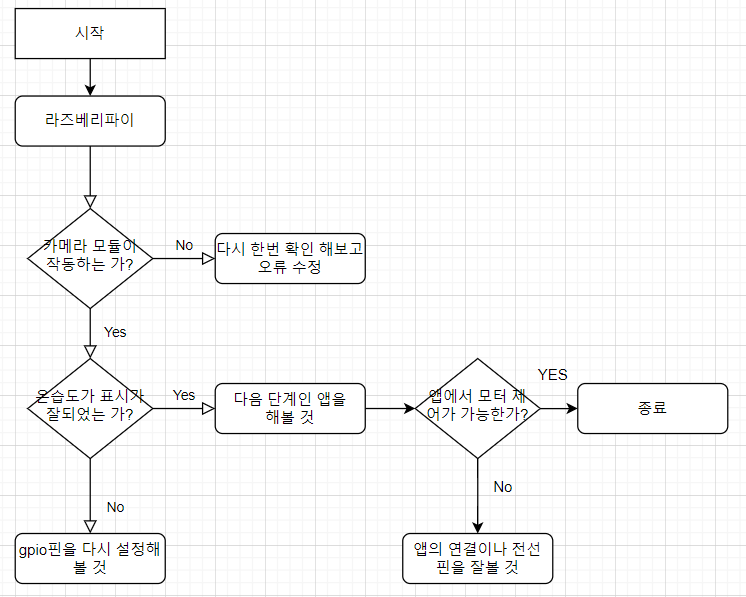 시작
라즈베리파이
카메라 모듈이
작동하는 가?
No
다시 한번 확인 해보고
오류 수정
Yes
온습도가 표시가
잘되었는 가?
Yes
다음 단계인 앱을
해볼 것
앱에서 모터 제
어가 가능한가?
YES
종료
No
gpio핀을 다시 설정해
볼 것
No
앱의 연결이나 전선
핀을 잘볼 것